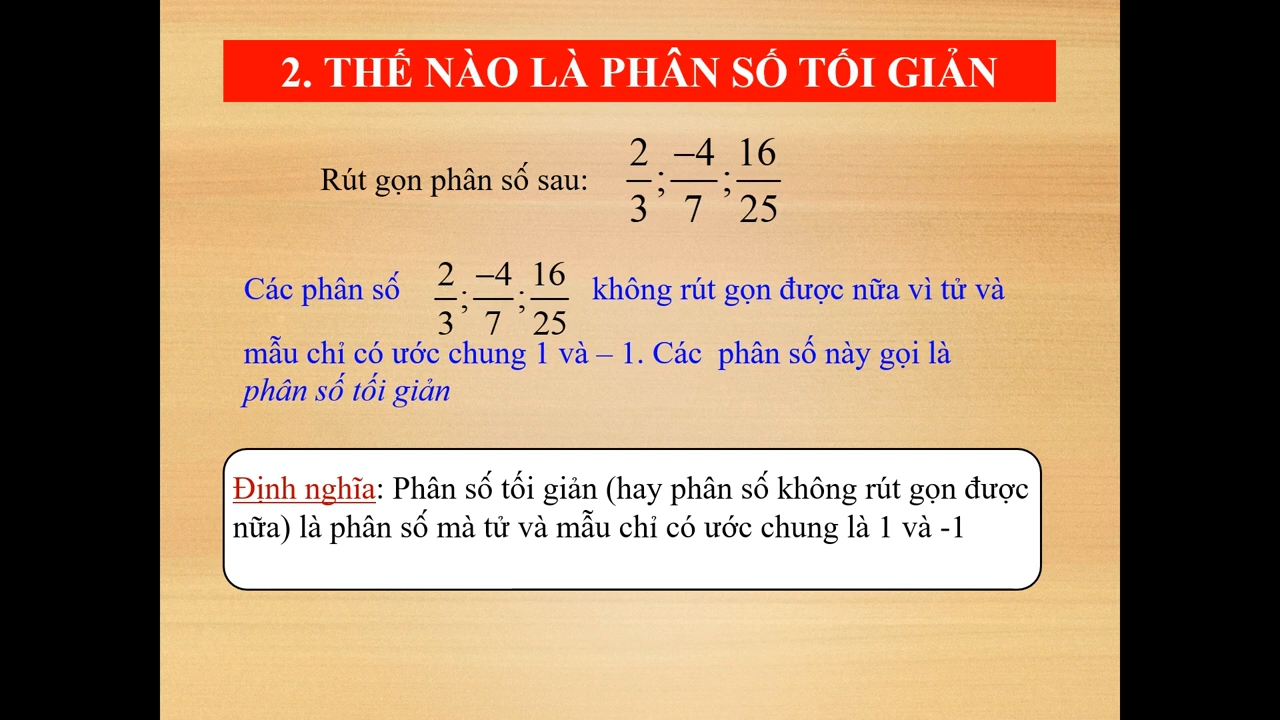 2. THẾ NÀO LÀ PHÂN SỐ TỐI GIẢN
Rút gọn phân số sau: 2/3; –4/7; 16/25
Các phân số 2/3; –4/7; 16/25 không rút gọn được nữa vì tử và
mẫu chỉ có ước chung 1 và – 1. Các phân số này gọi là
phân số tối giản
Định nghĩa: Phân số tối giản (hay phân số không rút gọn được
nữa) là phân số mà tử và mẫu chỉ có ước chung là 1 và -1